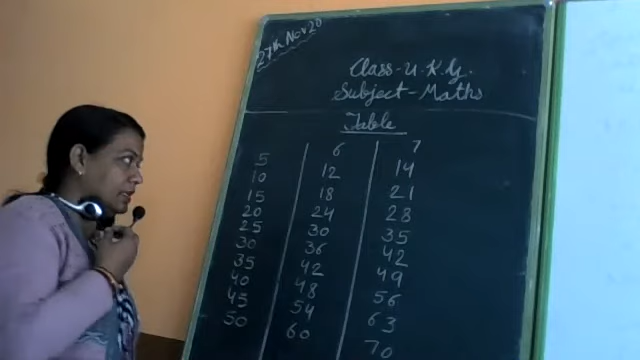 27th Nov 20
Class-U.K.G.
Subject-Maths
Table
5 6 7
10 12 14
15 18 21
20 24 28
25 30 35
30 36 42
35 42 49
40 48 56
45 54 63
50 60 70